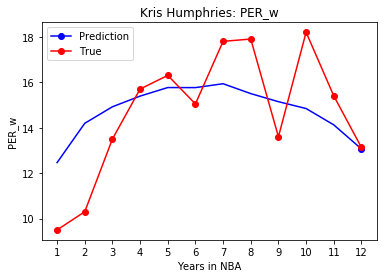 Kris Humphries: PER_w
Prediction
True
18
16
14
12
10
PER_w
1 2 3 4 5 6 7 8 9 10 11 12
Years in NBA